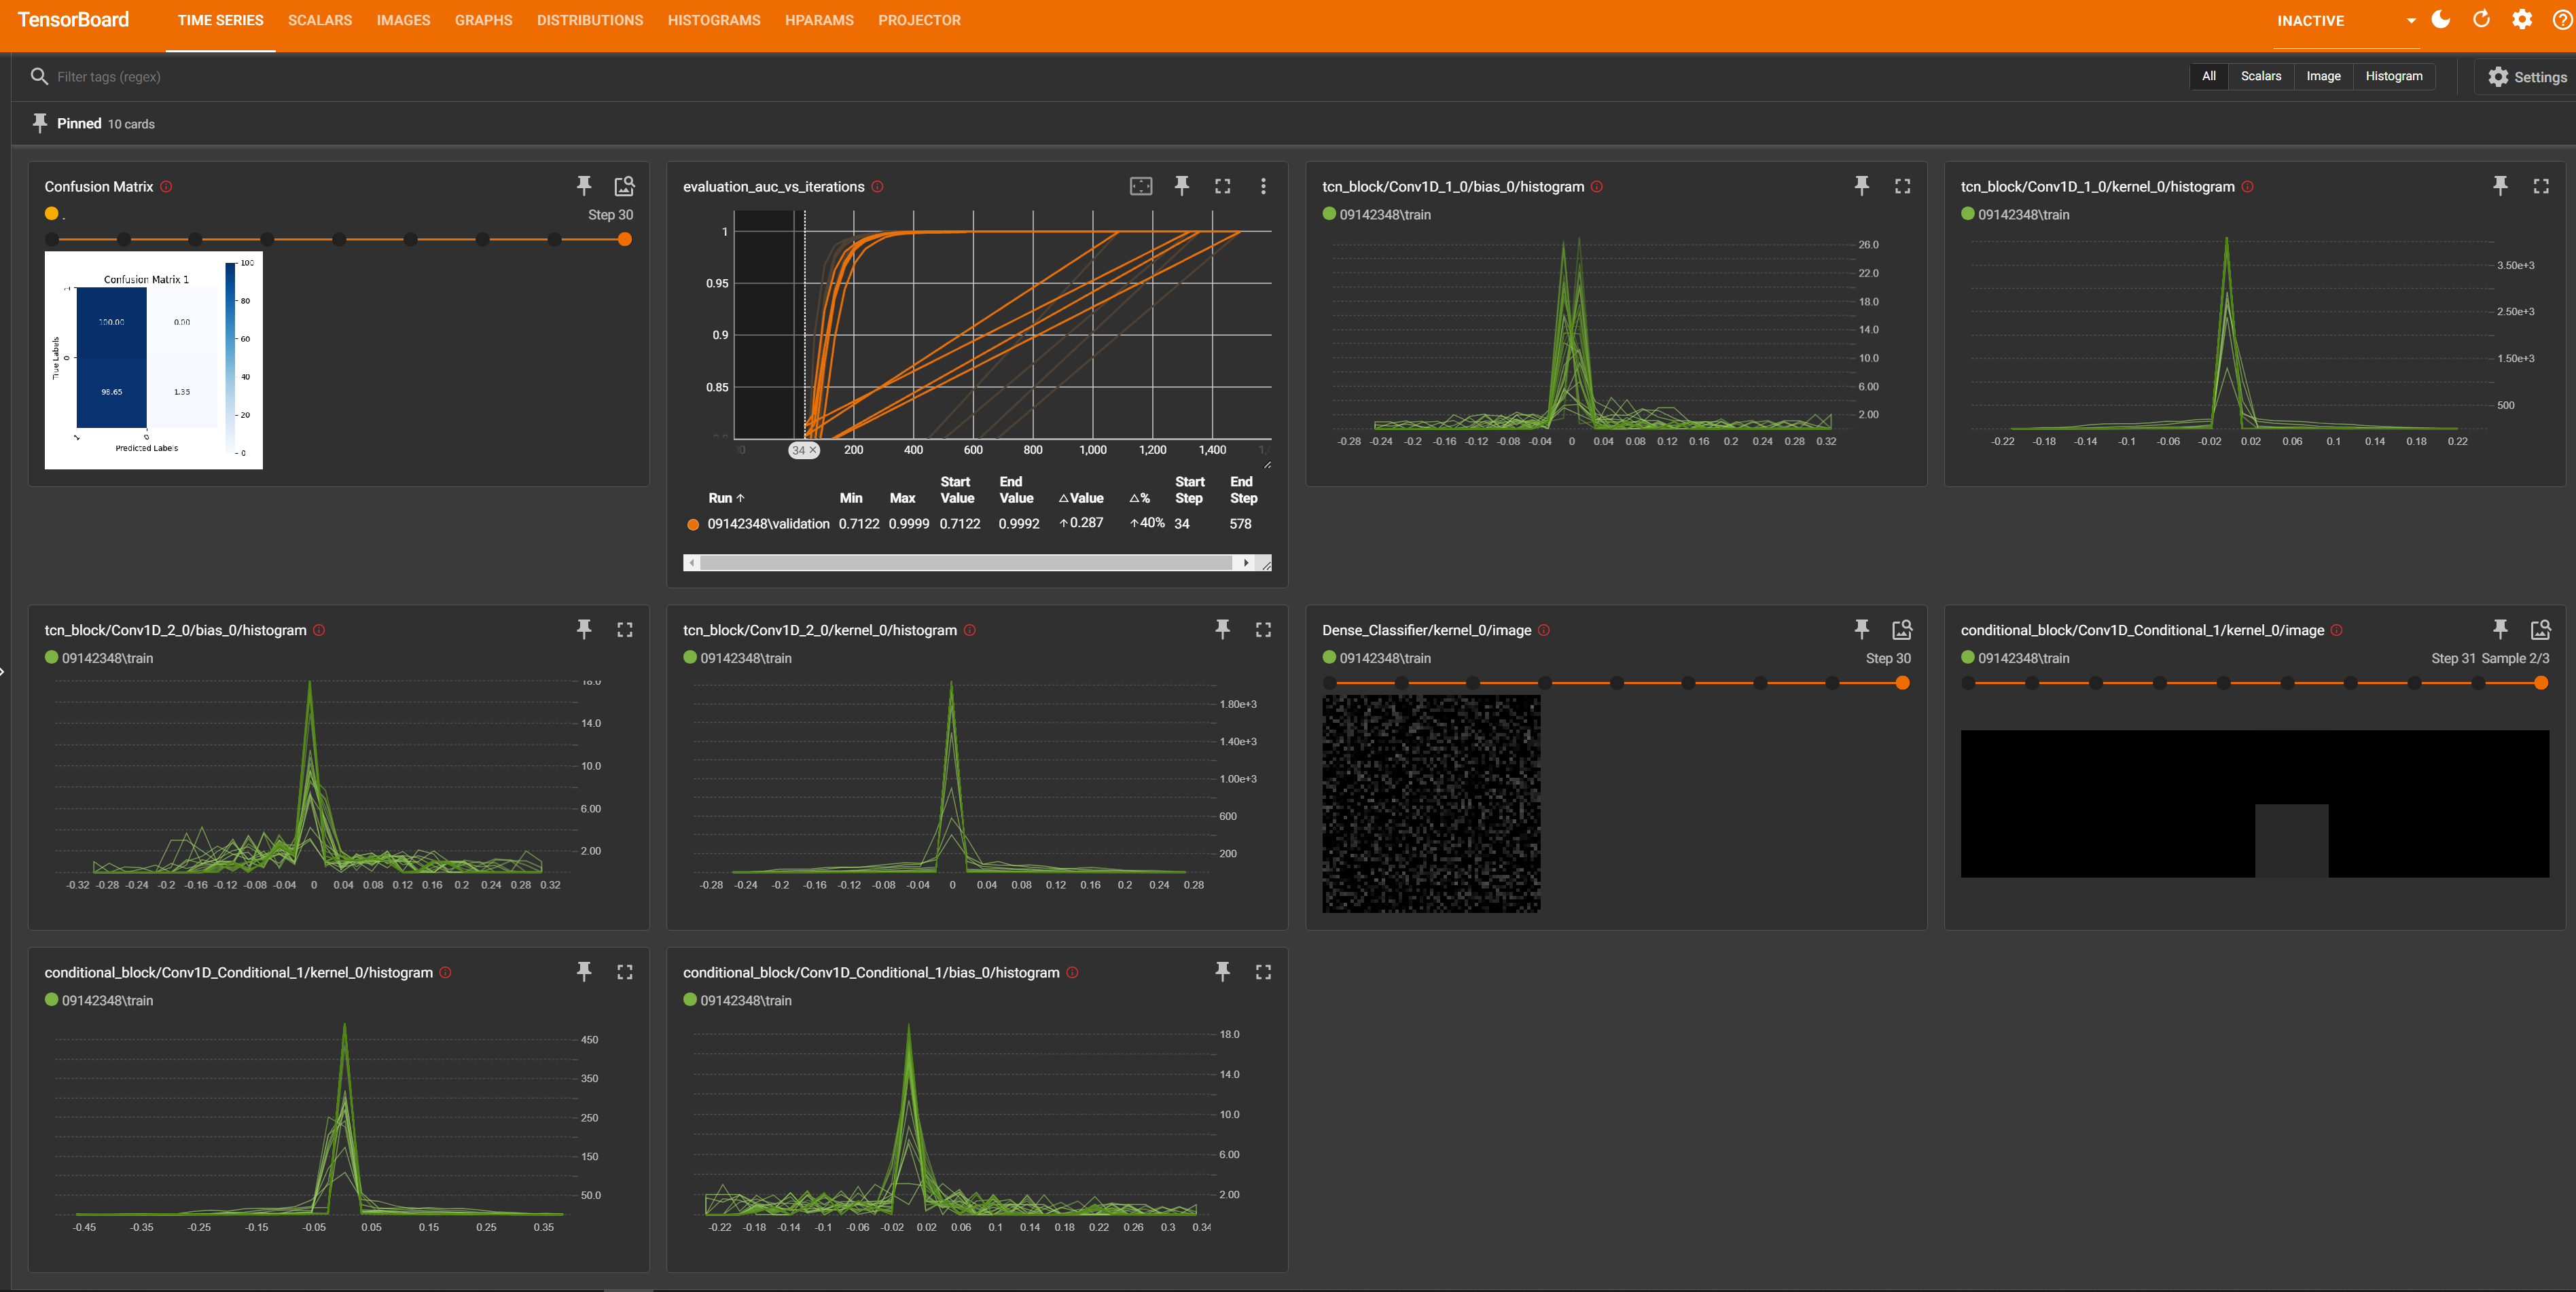 TensorBoard TIME SERIES SCALARS IMAGES GRAPHS DISTRIBUTIONS HISTOGRAMS HPARAMS PROJECTOR INACTIVE
Filter tags (regex) All Scalars Image Histogram Settings
Pinned 10 cards
Confusion Matrix
.
Step 30
Confusion Matrix 1
100.00 0.00
98.65 1.35
True Labels
1
0
Predicted Labels
1 0
100
80
60
40
20
0
evaluation_auc_vs_iterations
1
0.95
0.9
0.85
34 200 400 600 800 1,000 1,200 1,400
Run Min Max Start Value End Value △Value △% Start Step End Step
09142348\validation 0.7122 0.9999 0.7122 0.9992 ↑0.287 ↑40% 34 578
tcn_block/Conv1D_1_0/bias_0/histogram
09142348\train
26.0
22.0
18.0
14.0
10.0
6.00
2.00
-0.28 -0.24 -0.2 -0.16 -0.12 -0.08 -0.04 0 0.04 0.08 0.12 0.16 0.2 0.24 0.28 0.32
tcn_block/Conv1D_1_0/kernel_0/histogram
09142348\train
3.50e+3
2.50e+3
1.50e+3
500
-0.22 -0.18 -0.14 -0.1 -0.06 -0.02 0.02 0.06 0.1 0.14 0.18 0.22
tcn_block/Conv1D_2_0/bias_0/histogram
09142348\train
18.0
14.0
10.0
6.00
2.00
-0.32 -0.28 -0.24 -0.2 -0.16 -0.12 -0.08 -0.04 0 0.04 0.08 0.12 0.16 0.2 0.24 0.28 0.32
tcn_block/Conv1D_2_0/kernel_0/histogram
09142348\train
1.80e+3
1.40e+3
1.00e+3
600
200
-0.28 -0.24 -0.2 -0.16 -0.12 -0.08 -0.04 0 0.04 0.08 0.12 0.16 0.2 0.24 0.28
Dense_Classifier/kernel_0/image
09142348\train Step 30
conditional_block/Conv1D_Conditional_1/kernel_0/image
09142348\train Step 31 Sample 2/3
conditional_block/Conv1D_Conditional_1/kernel_0/histogram
09142348\train
450
350
250
150
50.0
-0.45 -0.35 -0.25 -0.15 -0.05 0.05 0.15 0.25 0.35
conditional_block/Conv1D_Conditional_1/bias_0/histogram
09142348\train
18.0
14.0
10.0
6.00
2.00
-0.22 -0.18 -0.14 -0.1 -0.06 -0.02 0.02 0.06 0.1 0.14 0.18 0.22 0.26 0.3 0.34